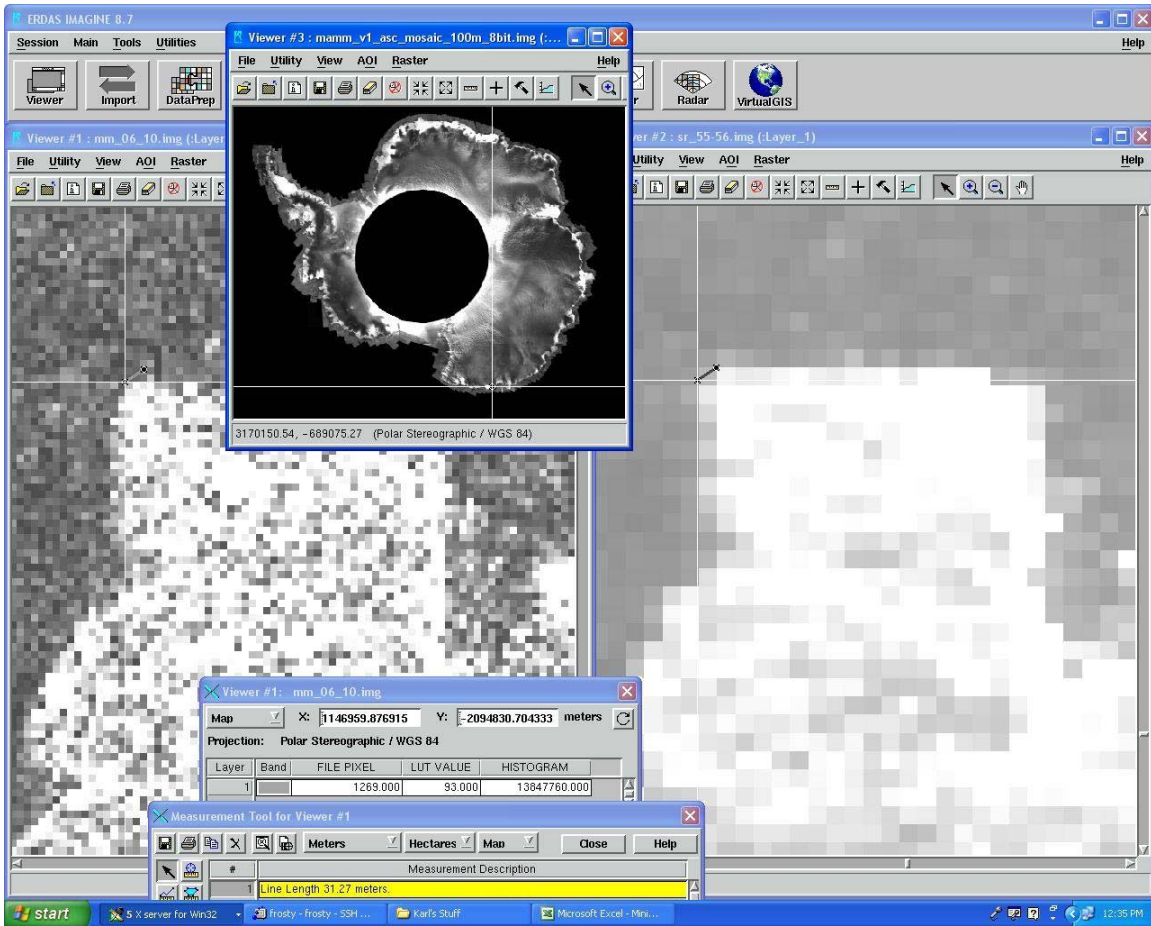 ERDAS IMAGINE 8.7
Session Main Tools Utilities Help
Viewer Import DataPrep Radar VirtualGIS
Viewer #3 : mamm_v1_asc_mosaic_100m_8bit.img (:...
File Utility View AOI Raster Help
3170150.54, -689075.27 (Polar Stereographic / WGS 84)
Viewer #1 : mm_06_10.img (:Layer
File Utility View AOI Raster
er #2 : sr_55-56.img (:Layer_1)
Utility View AOI Raster Help
Viewer #1: mm_06_10.img
Map X: 1146959.876915 Y: -2094830.704333 meters
Projection: Polar Stereographic / WGS 84
Layer Band FILE PIXEL LUT VALUE HISTOGRAM
1 1269.000 93.000 13847760.000
Measurement Tool for Viewer #1
Meters Hectares Map Close Help
# Measurement Description
1 Line Length 31.27 meters.
start 5 X server for Win32 frosty - frosty - SSH ... Karl's Stuff Microsoft Excel - Mini... 12:35 PM